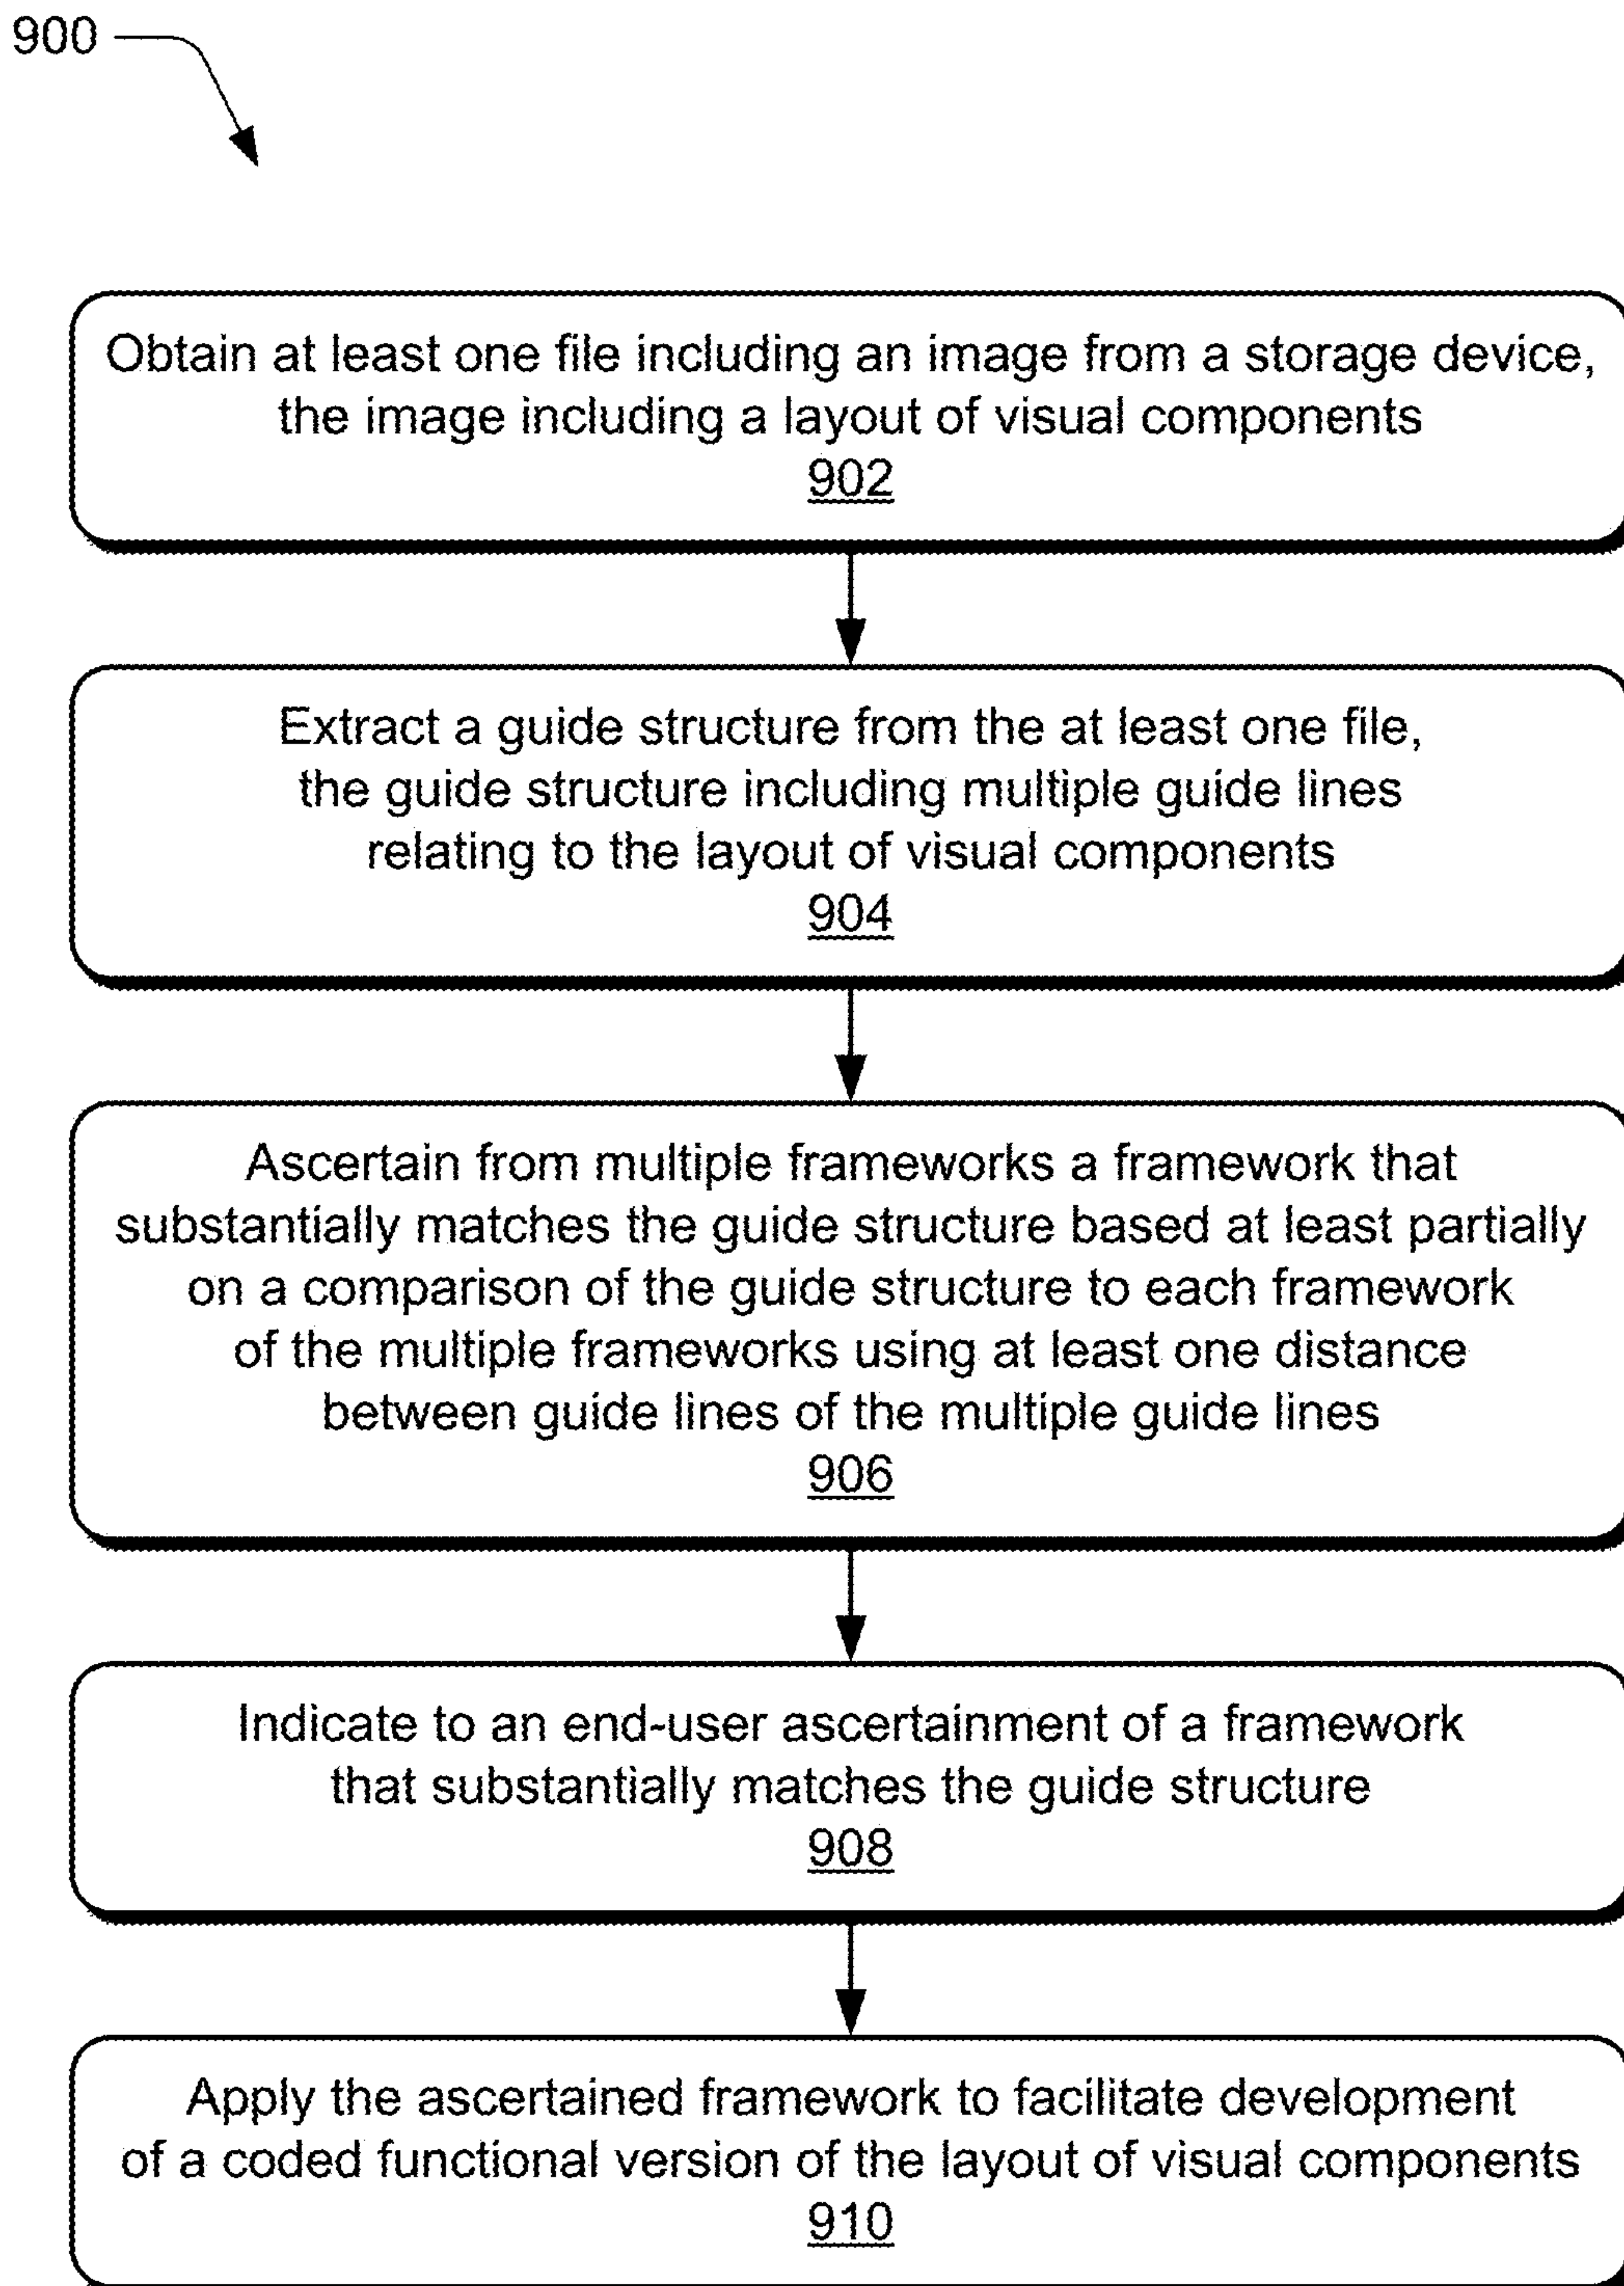 900
Obtain at least one file including an image from a storage device,
the image including a layout of visual components
902
Extract a guide structure from the at least one file,
the guide structure including multiple guide lines
relating to the layout of visual components
904
Ascertain from multiple frameworks a framework that
substantially matches the guide structure based at least partially
on a comparison of the guide structure to each framework
of the multiple frameworks using at least one distance
between guide lines of the multiple guide lines
906
Indicate to an end-user ascertainment of a framework
that substantially matches the guide structure
908
Apply the ascertained framework to facilitate development
of a coded functional version of the layout of visual components
910